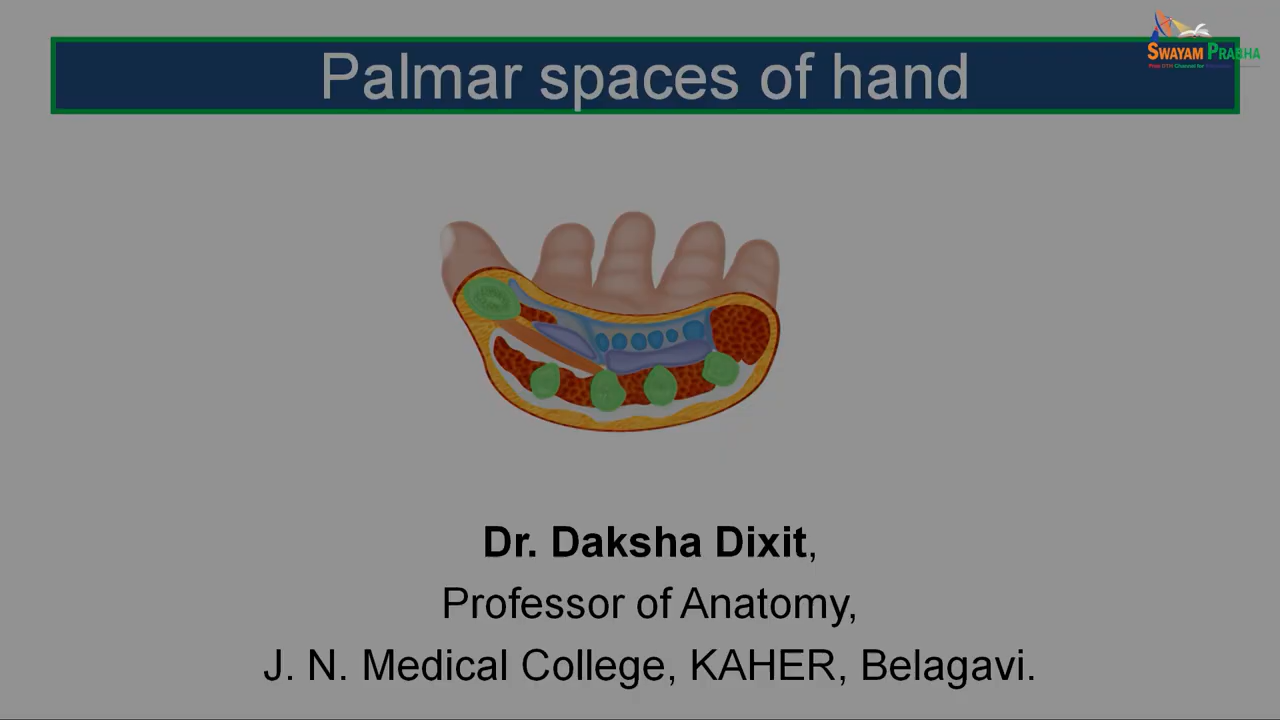 Palmar spaces of hand
SWAYAM PRABHA
Dr. Daksha Dixit,
Professor of Anatomy,
J. N. Medical College, KAHER, Belagavi.